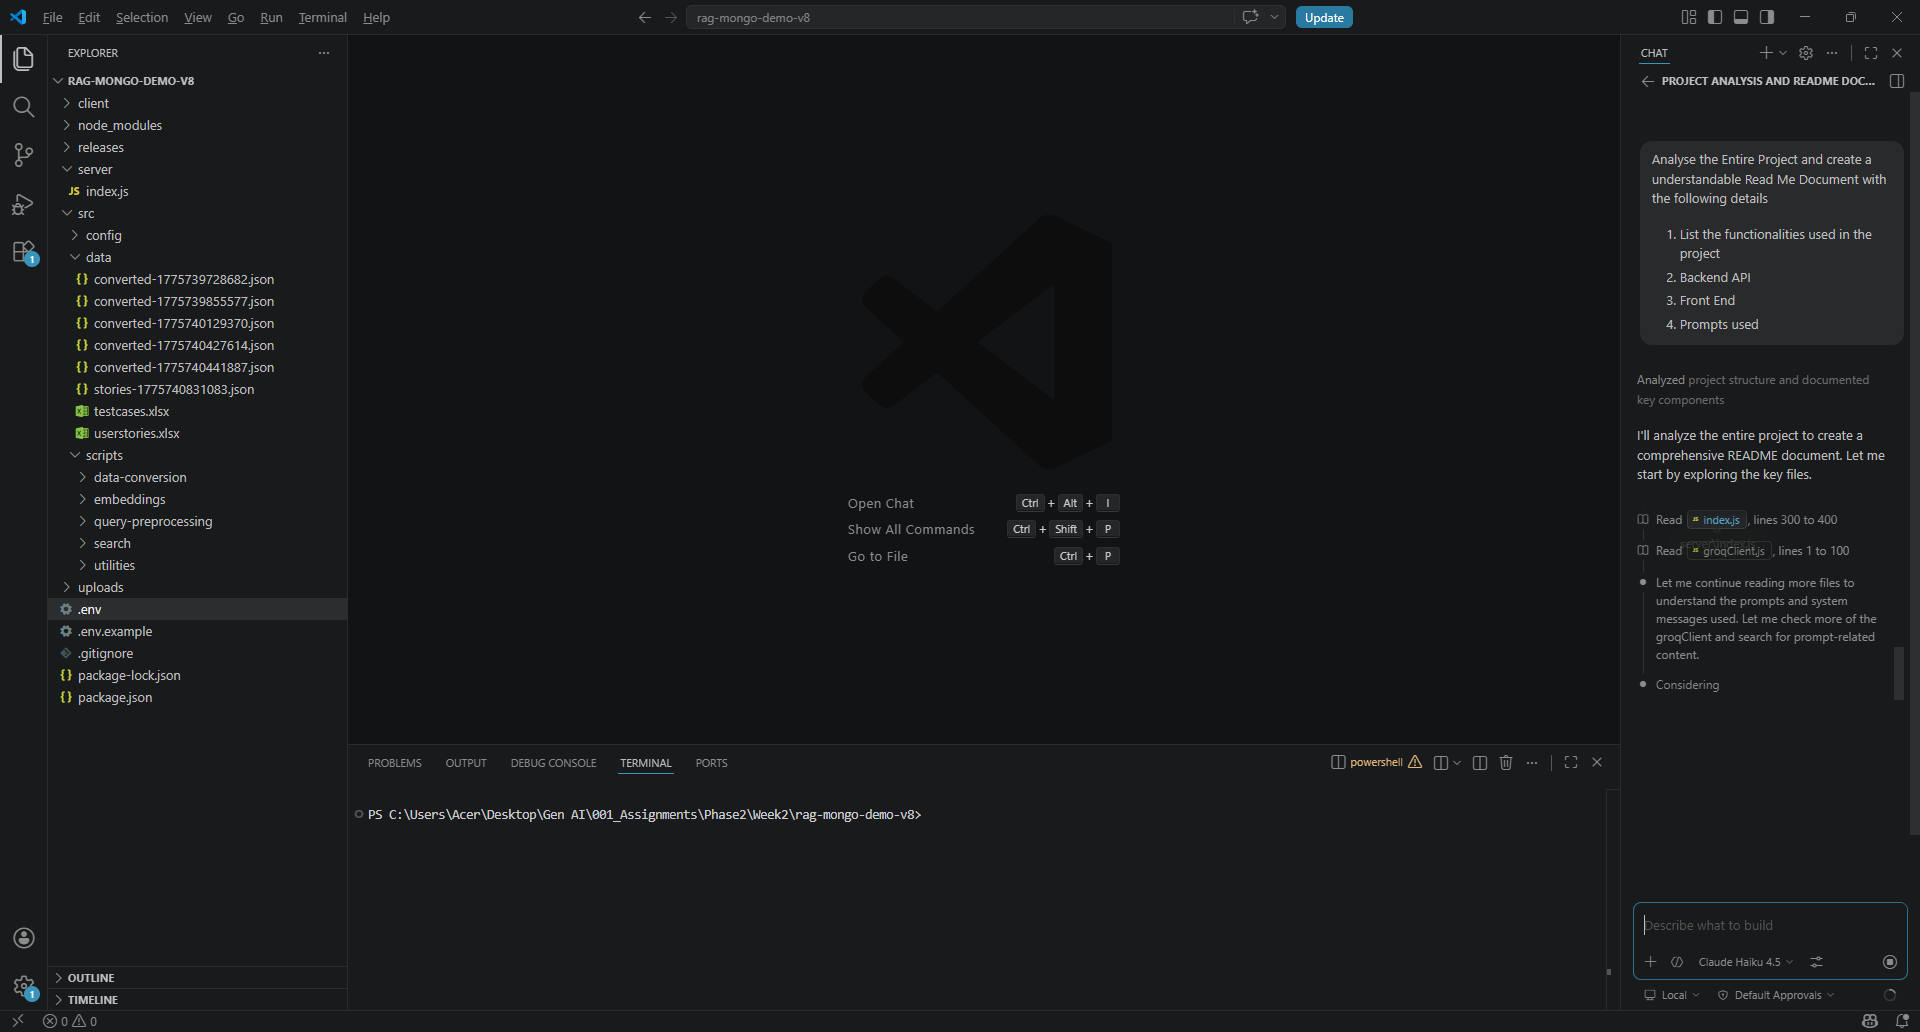 File Edit Selection View Go Run Terminal Help
rag-mongo-demo-v8
Update
EXPLORER
RAG-MONGO-DEMO-V8
client
node_modules
releases
server
JS index.js
src
config
data
{} converted-1775739728682.json
{} converted-1775739855577.json
{} converted-1775740129370.json
{} converted-1775740427614.json
{} converted-1775740441887.json
{} stories-1775740831083.json
testcases.xlsx
userstories.xlsx
scripts
data-conversion
embeddings
query-preprocessing
search
utilities
uploads
.env
.env.example
.gitignore
{} package-lock.json
{} package.json
OUTLINE
TIMELINE
1
1
0 0
Open Chat Ctrl + Alt + I
Show All Commands Ctrl + Shift + P
Go to File Ctrl + P
PROBLEMS OUTPUT DEBUG CONSOLE TERMINAL PORTS
powershell
PS C:\Users\Acer\Desktop\Gen AI\001_Assignments\Phase2\Week2\rag-mongo-demo-v8>
CHAT
PROJECT ANALYSIS AND README DOC...
Analyse the Entire Project and create a
understandable Read Me Document with
the following details
1. List the functionalities used in the
project
2. Backend API
3. Front End
4. Prompts used
Analyzed project structure and documented
key components
I'll analyze the entire project to create a
comprehensive README document. Let me
start by exploring the key files.
Read JS index.js, lines 300 to 400
server\index.js
Read JS groqClient.js, lines 1 to 100
Let me continue reading more files to
understand the prompts and system
messages used. Let me check more of the
groqClient and search for prompt-related
content.
Considering
Describe what to build
Claude Haiku 4.5
Local Default Approvals